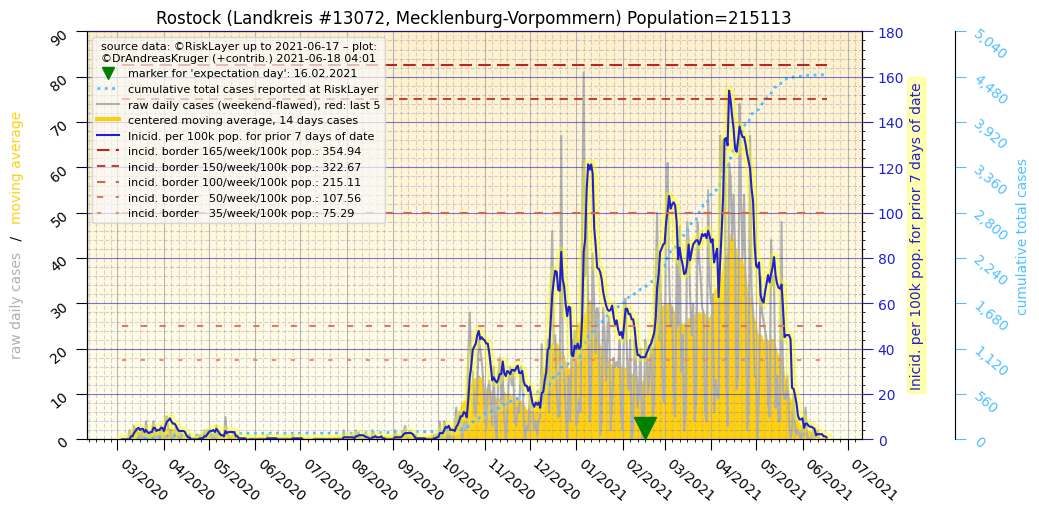 Rostock (Landkreis #13072, Mecklenburg-Vorpommern) Population=215113
source data: ©RiskLayer up to 2021-06-17 – plot:
©DrAndreasKruger (+contrib.) 2021-06-18 04:01
marker for 'expectation day': 16.02.2021
cumulative total cases reported at RiskLayer
raw daily cases (weekend-flawed), red: last 5
centered moving average, 14 days cases
Inicid. per 100k pop. for prior 7 days of date
incid. border 165/week/100k pop.: 354.94
incid. border 150/week/100k pop.: 322.67
incid. border 100/week/100k pop.: 215.11
incid. border   50/week/100k pop.: 107.56
incid. border   35/week/100k pop.: 75.29
raw daily cases / moving average
90
80
70
60
50
40
30
20
10
0
03/2020
04/2020
05/2020
06/2020
07/2020
08/2020
09/2020
10/2020
11/2020
12/2020
01/2021
02/2021
03/2021
04/2021
05/2021
06/2021
07/2021
180
160
140
120
100
80
60
40
20
0
Inicid. per 100k pop. for prior 7 days of date
5,040
4,480
3,920
3,360
2,800
2,240
1,680
1,120
560
0
cumulative total cases